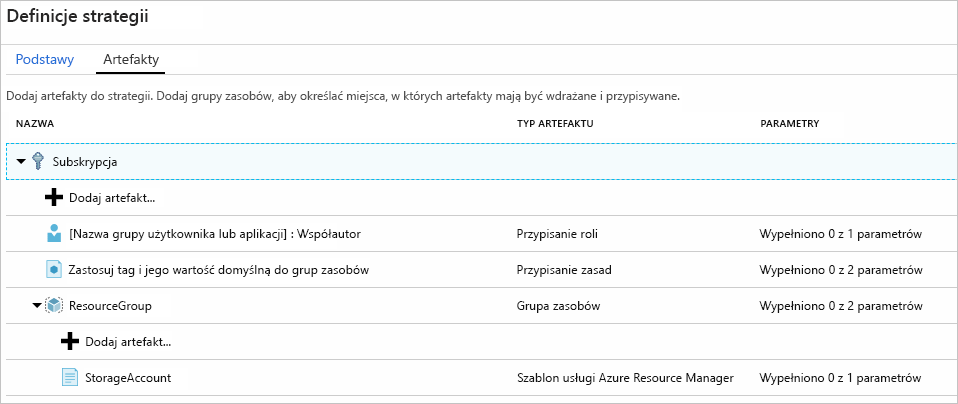 Definicje strategii
Podstawy Artefakty
Dodaj artefakty do strategii. Dodaj grupy zasobów, aby określać miejsca, w których artefakty mają być wdrażane i przypisywane.
NAZWA TYP ARTEFAKTU PARAMETRY
Subskrypcja
Dodaj artefakt...
[Nazwa grupy użytkownika lub aplikacji] : Współautor Przypisanie roli Wypełniono 0 z 1 parametrów
Zastosuj tag i jego wartość domyślną do grup zasobów Przypisanie zasad Wypełniono 0 z 2 parametrów
ResourceGroup Grupa zasobów Wypełniono 0 z 2 parametrów
Dodaj artefakt...
StorageAccount Szablon usługi Azure Resource Manager Wypełniono 0 z 1 parametrów